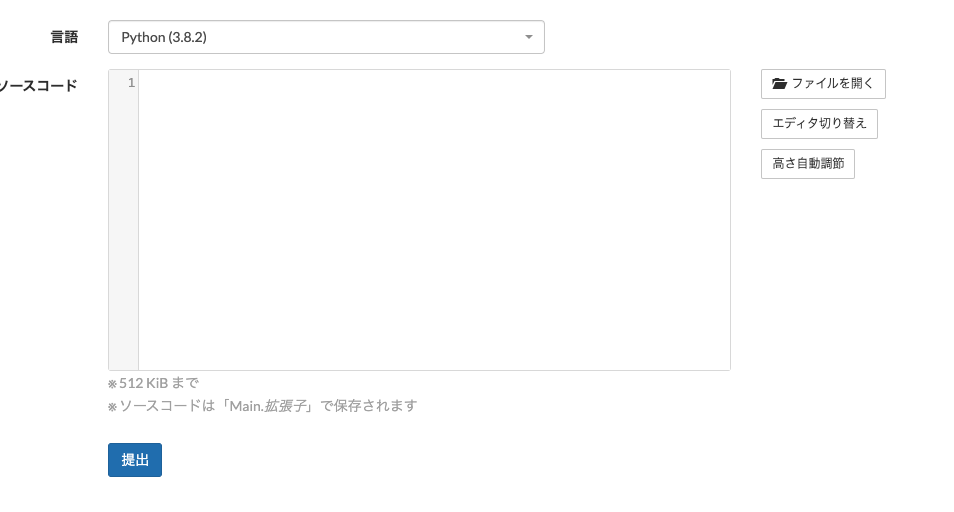 言語
Python (3.8.2)
ソースコード
1
ファイルを開く
エディタ切り替え
高さ自動調節
※512 KiB まで
※ソースコードは「Main.拡張子」で保存されます
提出